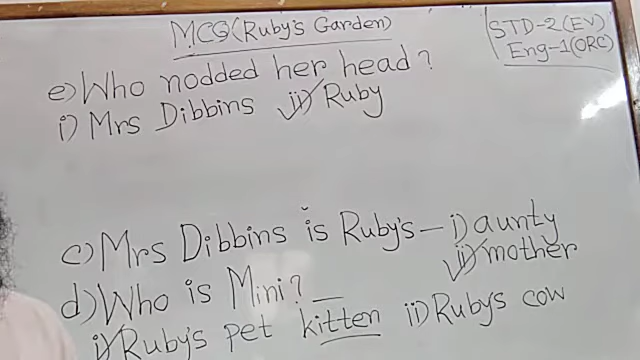 MCQ(Ruby's Garden)
STD-2(EV)
Eng-1(ORC)
e) Who nodded her head?
i) Mrs Dibbins ii) Ruby
c) Mrs Dibbins is Ruby's – i) aunty
ii) mother
d) Who is Mini? _
i) Ruby's pet kitten ii) Ruby's cow